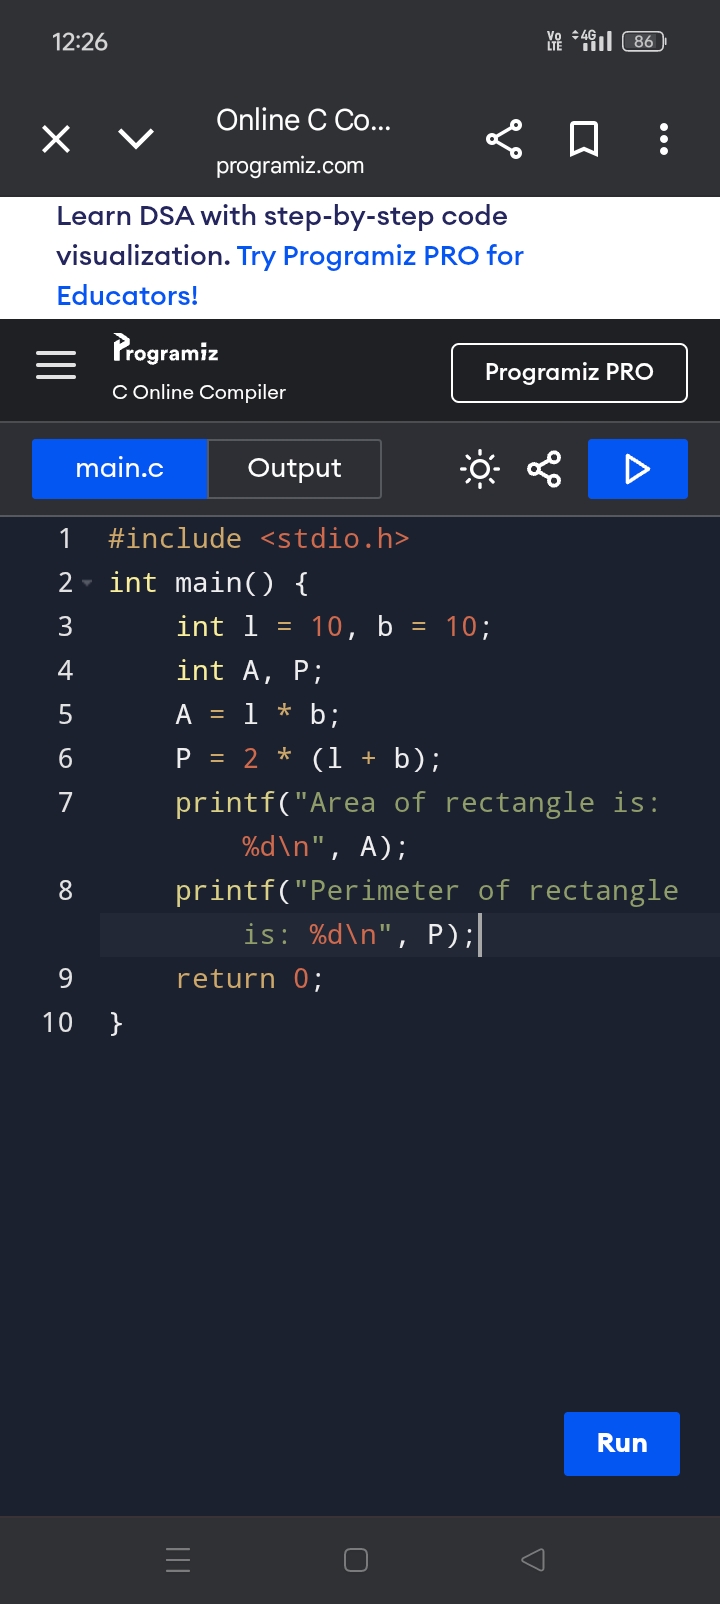 12:26 Vo LTE 4G 86
Online C Co...
programiz.com
Learn DSA with step-by-step code
visualization. Try Programiz PRO for
Educators!
Programiz
C Online Compiler
Programiz PRO
main.c Output
1 #include <stdio.h>
2 int main() {
3 int l = 10, b = 10;
4 int A, P;
5 A = l * b;
6 P = 2 * (l + b);
7 printf("Area of rectangle is:
%d\n", A);
8 printf("Perimeter of rectangle
is: %d\n", P);
9 return 0;
10 }
Run